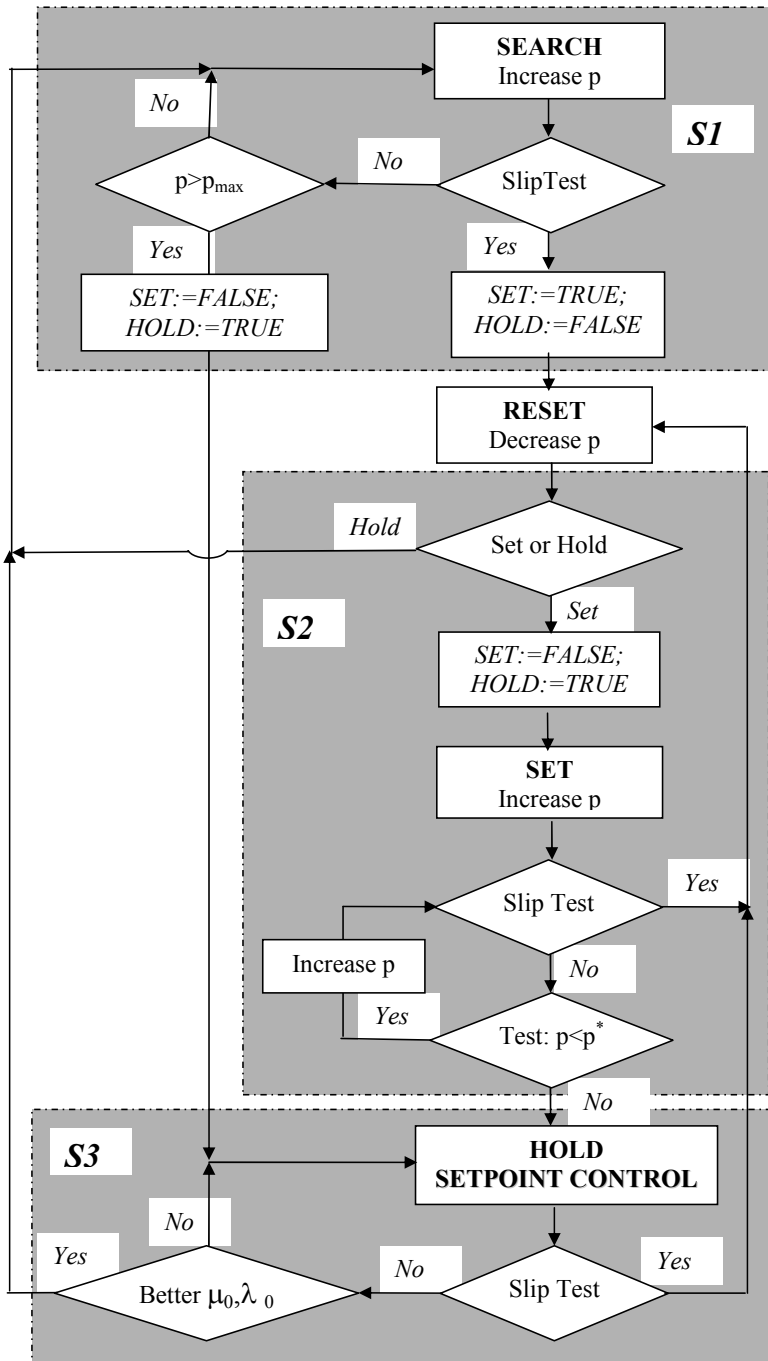 SEARCH
Increase p
S1
No
No
p>pmax
SlipTest
Yes
Yes
SET:=FALSE;
HOLD:=TRUE
SET:=TRUE;
HOLD:=FALSE
RESET
Decrease p
Hold
Set or Hold
S2
Set
SET:=FALSE;
HOLD:=TRUE
SET
Increase p
Slip Test
Yes
Increase p
No
Yes
Test: p<p*
No
S3
HOLD
SETPOINT CONTROL
No
Yes
No
Yes
Better μ0,λ 0
Slip Test